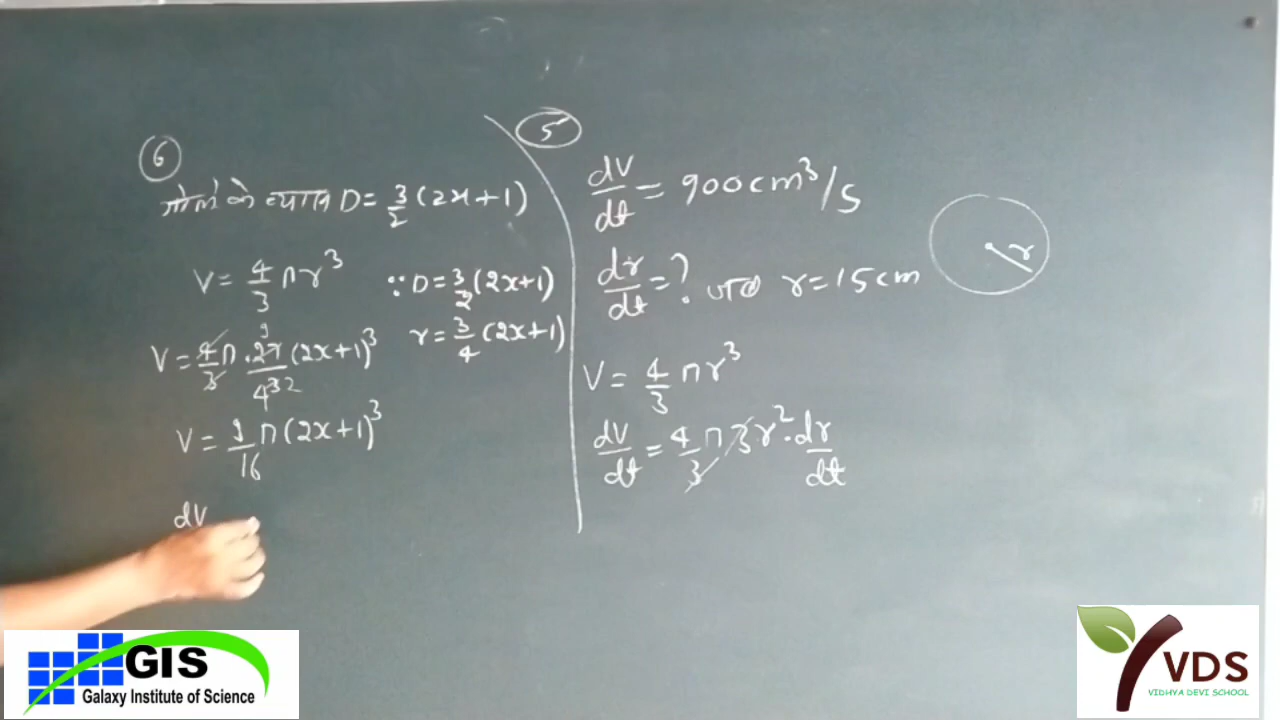 6
गोले के व्यास D = 3/2 (2x+1)
V = 4/3 πr³
∵ D = 3/2 (2x+1)
r = 3/4 (2x+1)
V = 4/3 π · 27/4³ (2x+1)³
9
32
V = 9/16 π (2x+1)³
dV
5
dV/dt = 900 cm³/s
dr/dt = ? जब r = 15 cm
V = 4/3 πr³
dV/dt = 4/3 π 3r² · dr/dt
r
GIS
Galaxy Institute of Science
VDS
VIDHYA DEVI SCHOOL